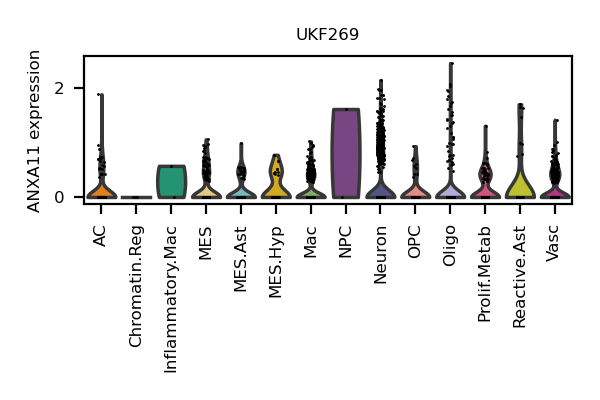 UKF269
ANXA11 expression
2
0
AC
Chromatin.Reg
Inflammatory.Mac
MES
MES.Ast
MES.Hyp
Mac
NPC
Neuron
OPC
Oligo
Prolif.Metab
Reactive.Ast
Vasc